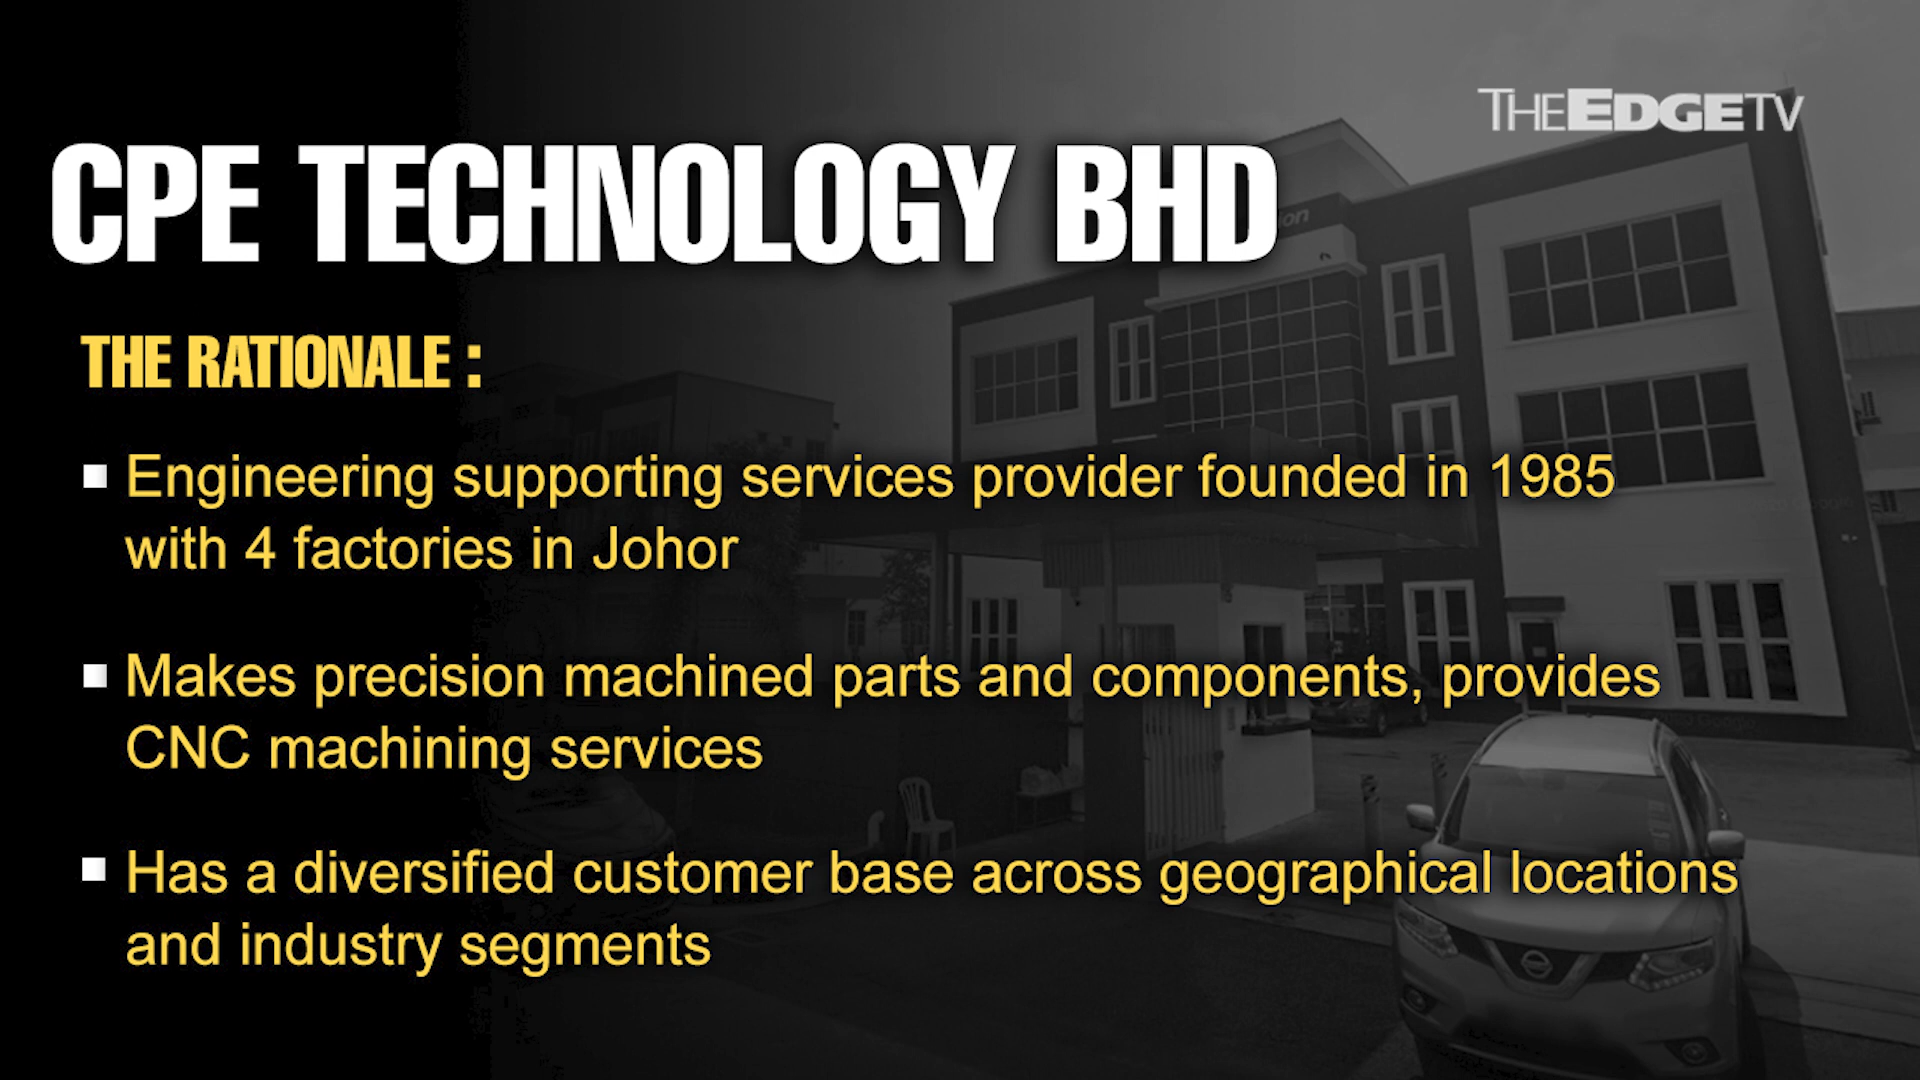 THEEDGETV
CPE TECHNOLOGY BHD
THE RATIONALE :
Engineering supporting services provider founded in 1985
with 4 factories in Johor
Makes precision machined parts and components, provides
CNC machining services
Has a diversified customer base across geographical locations
and industry segments